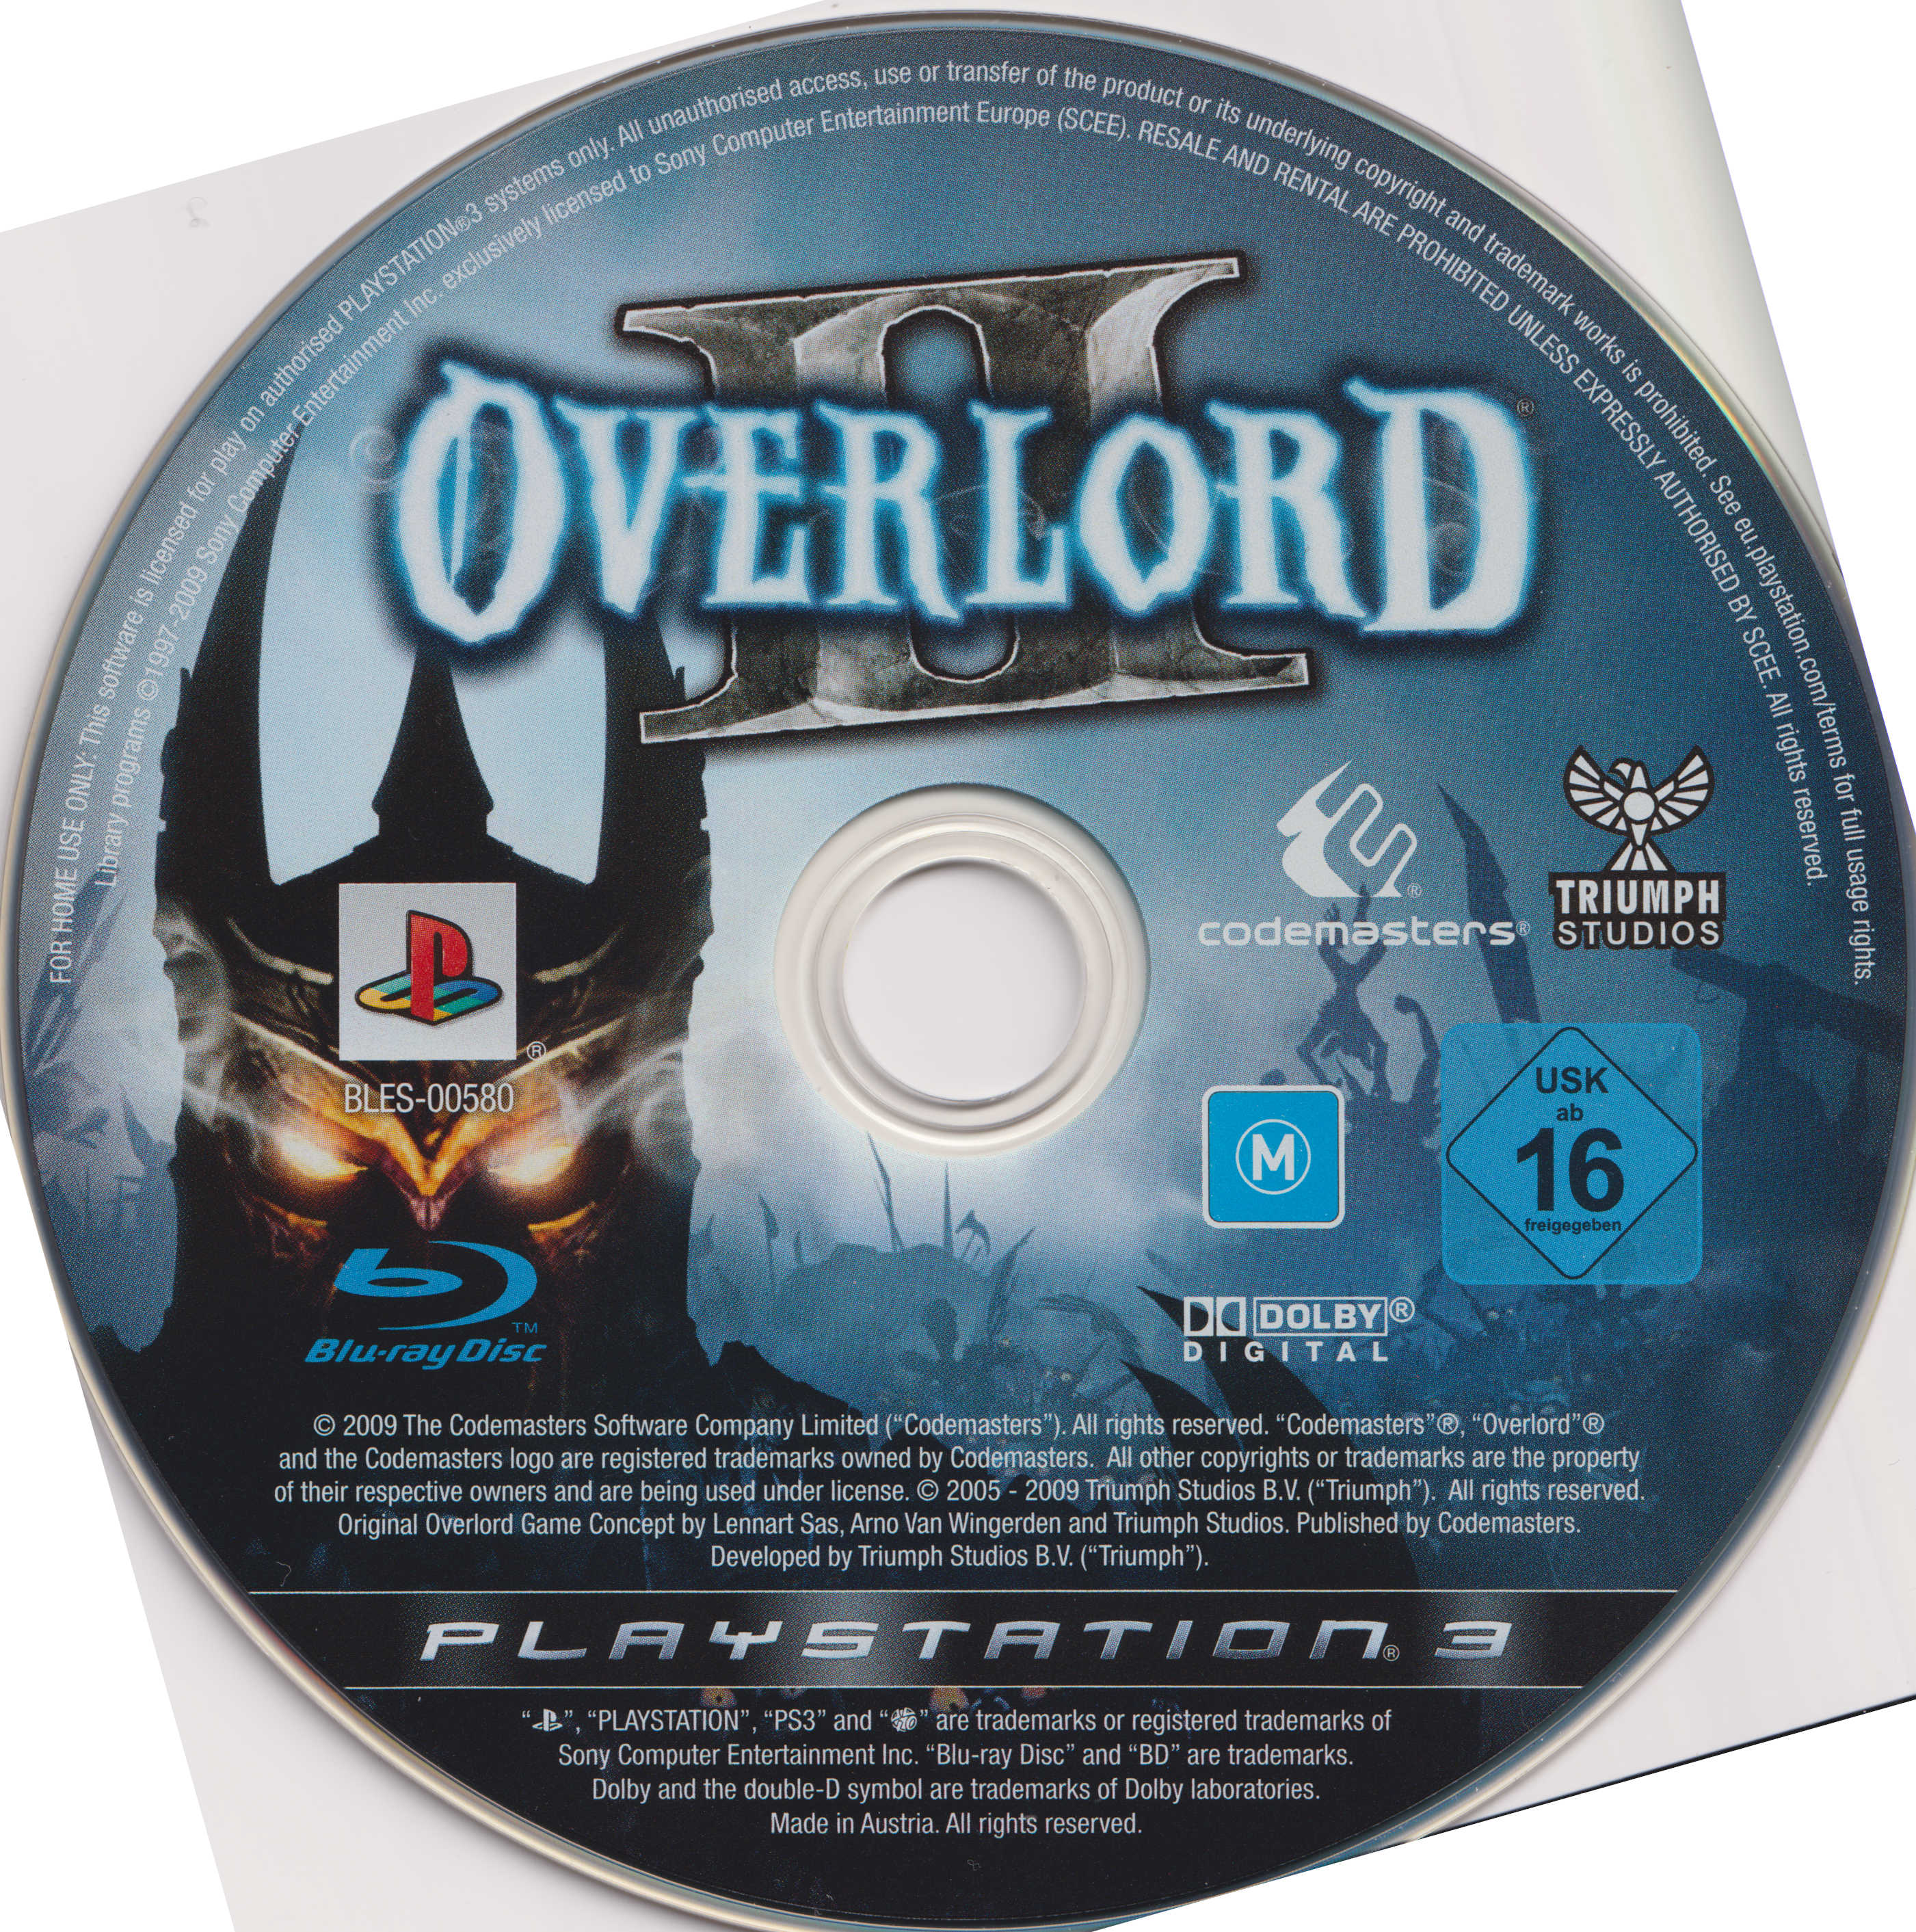 FOR HOME USE ONLY: This software is licensed for play on authorised PLAYSTATION®3 systems only. All unauthorised access, use or transfer of the product or its underlying copyright and trademark works is prohibited. See eu.playstation.com/terms for full usage rights.
Library programs ©1997-2009 Sony Computer Entertainment Inc. exclusively licensed to Sony Computer Entertainment Europe (SCEE). RESALE AND RENTAL ARE PROHIBITED UNLESS EXPRESSLY AUTHORISED BY SCEE. All rights reserved.
II
OVERLORD®
codemasters®
®
TRIUMPH
STUDIOS
®
BLES-00580
M
USK
ab
16
freigegeben
Blu-ray Disc™
DOLBY®
DIGITAL
© 2009 The Codemasters Software Company Limited (“Codemasters”). All rights reserved. “Codemasters”®, “Overlord”®
and the Codemasters logo are registered trademarks owned by Codemasters. All other copyrights or trademarks are the property
of their respective owners and are being used under license. © 2005 - 2009 Triumph Studios B.V. (“Triumph”). All rights reserved.
Original Overlord Game Concept by Lennart Sas, Arno Van Wingerden and Triumph Studios. Published by Codemasters.
Developed by Triumph Studios B.V. (“Triumph”).
PLAYSTATION®3
“ ”, “PLAYSTATION”, “PS3” and “ ” are trademarks or registered trademarks of
Sony Computer Entertainment Inc. “Blu-ray Disc” and “BD” are trademarks.
Dolby and the double-D symbol are trademarks of Dolby laboratories.
Made in Austria. All rights reserved.